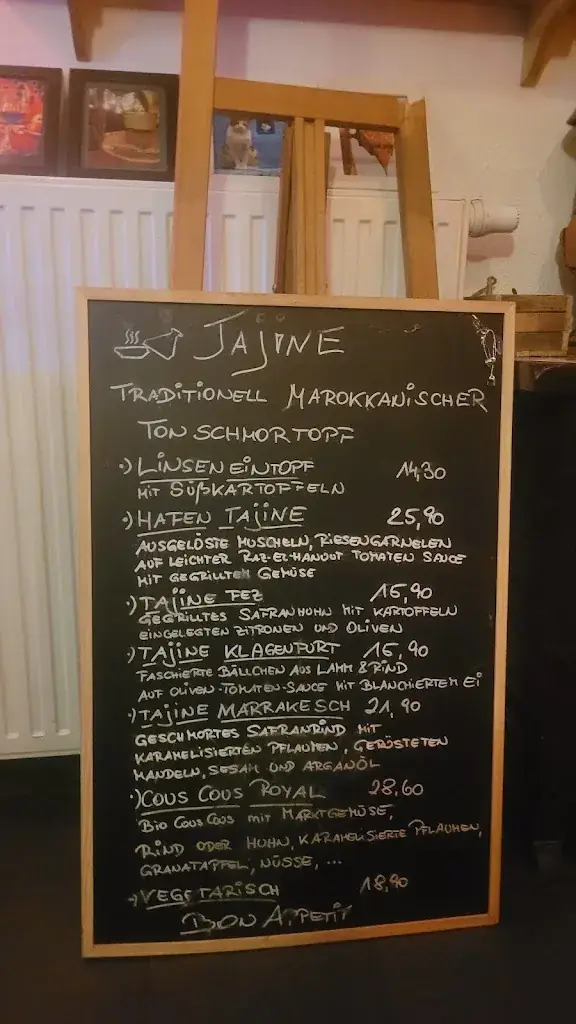 TAJINE
TRADITIONELL MAROKKANISCHER
TON SCHMORTOPF
·) LINSENEINTOPF 14,30
MIT SÜßKARTOFFELN
·) HAFEN TAJINE 25,90
AUSGELÖSTE MUSCHELN, RIESENGARNELEN
AUF LEICHTER RAZ-EL-HANOUT TOMATEN SAUCE
MIT GEGRILLTEM GEMÜSE
·) TAJINE FEZ 16,90
GEGRILLTES SAFRANHUHN MIT KARTOFFELN
EINGELEGTEN ZITRONEN UND OLIVEN
·) TAJINE KLAGENFURT 16,90
FASCHIERTE BÄLLCHEN AUS LAMM & RIND
AUF OLIVEN-TOMATEN-SAUCE MIT BLANCHIERTEM EI
·) TAJINE MARRAKESCH 21,90
GESCHMORTES SAFRANRIND MIT
KARAMELISIERTEN PFLAUMEN, GERÖSTETEN
MANDELN, SESAM UND ARGANÖL
·) COUS COUS ROYAL 28,60
BIO COUS COUS MIT MARKTGEMÜSE,
RIND ODER HUHN, KARAMELISIERTE PFLAUMEN,
GRANATAPFEL, NÜSSE, ...
·) VEGETARISCH 18,90
BON APPETIT